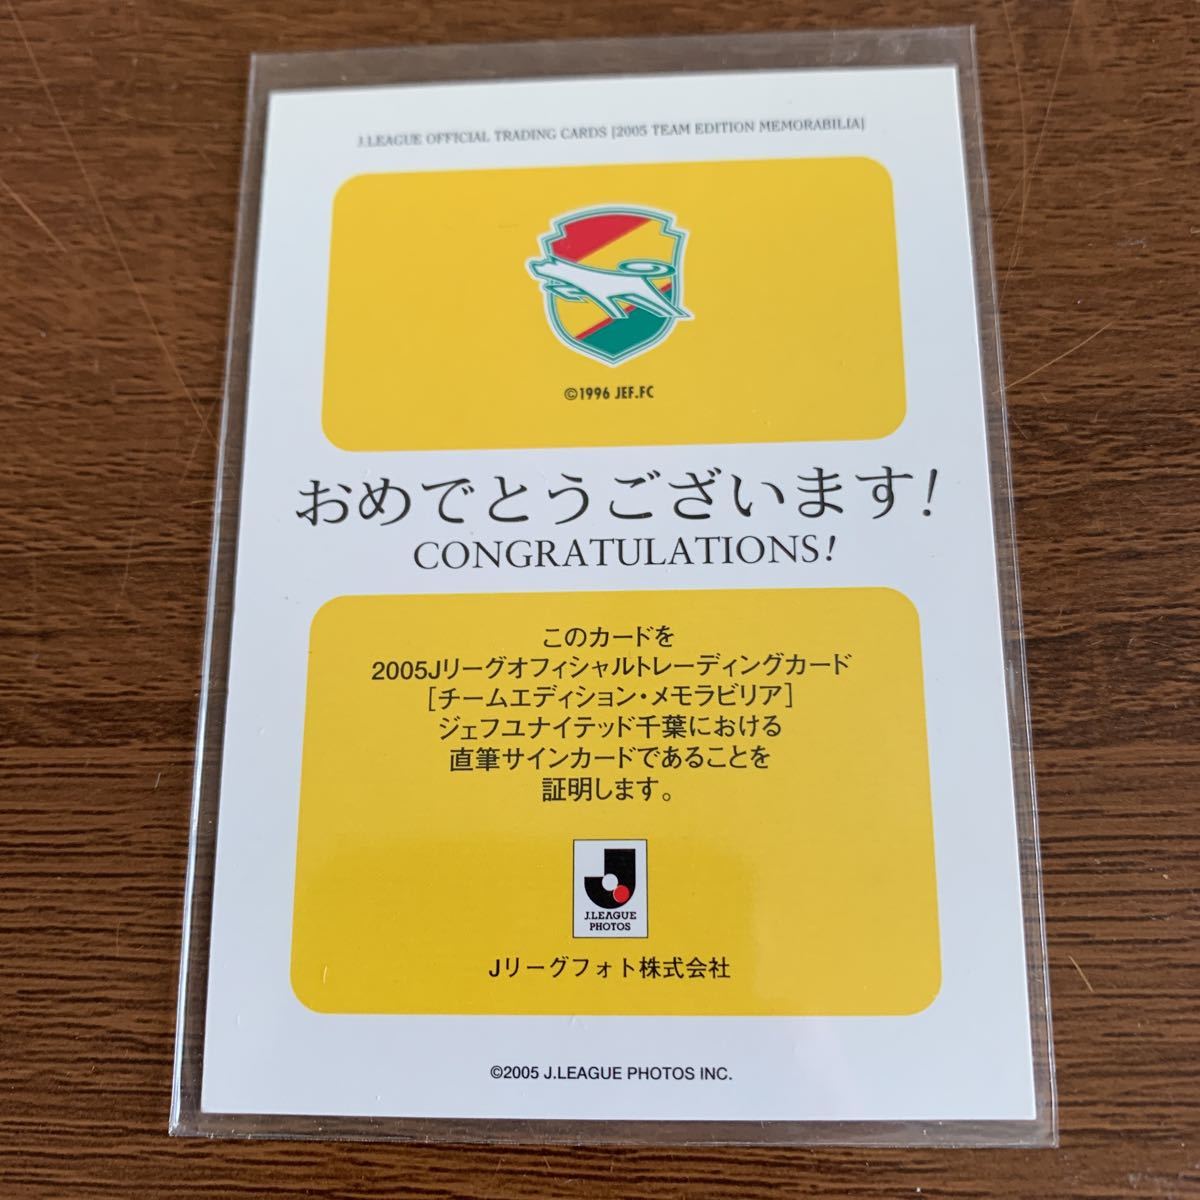 J.LEAGUE OFFICIAL TRADING CARDS [2005 TEAM EDITION MEMORABILIA]
©1996 JEF.FC
おめでとうございます!
CONGRATULATIONS!
このカードを
2005Jリーグオフィシャルトレーディングカード
[チームエディション・メモラビリア]
ジェフユナイテッド千葉における
直筆サインカードであることを
証明します。
J.LEAGUE
PHOTOS
Jリーグフォト株式会社
©2005 J.LEAGUE PHOTOS INC.